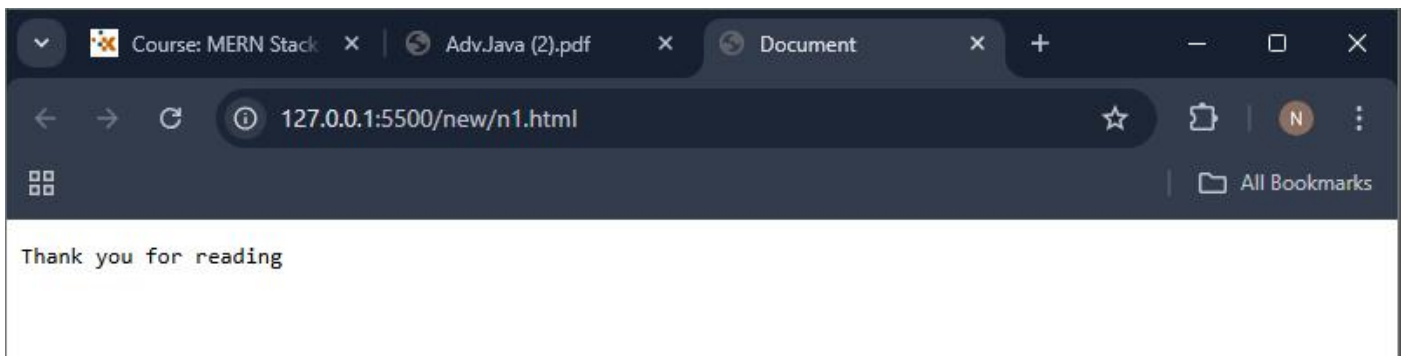 Course: MERN Stack
Adv.Java (2).pdf
Document
127.0.0.1:5500/new/n1.html
N
All Bookmarks
Thank you for reading